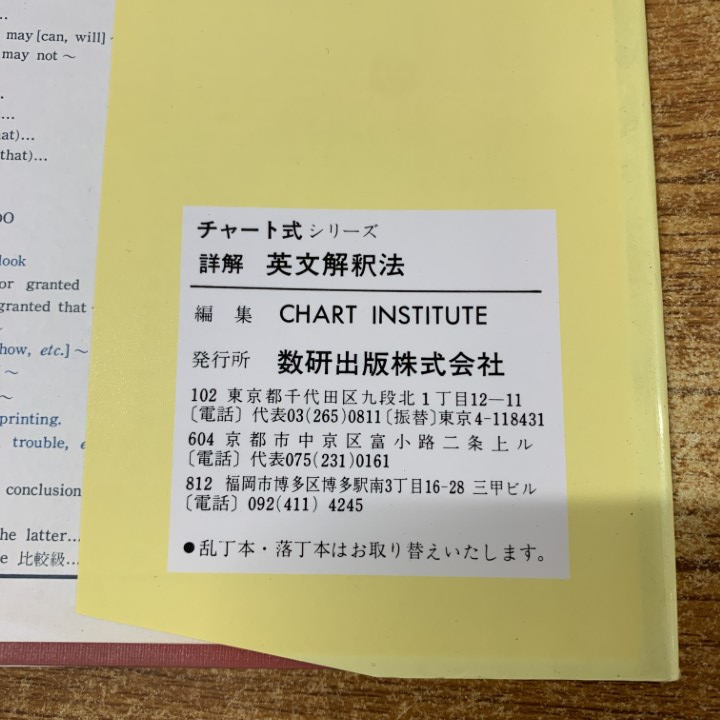 may [can, will]
may not ～
at)…
that)…
look
or granted
granted that
how, etc.] ～
～
～
printing.
trouble,
conclusion
he latter…
e 比較級…
チャート式 シリーズ
詳解 英文解釈法
編 集 CHART INSTITUTE
発行所 数研出版株式会社
102 東京都千代田区九段北1丁目12―11
〔電話〕 代表03(265)0811〔振替〕東京4-118431
604 京都市中京区富小路二条上ル
〔電話〕 代表075(231)0161
812 福岡市博多区博多駅南3丁目16-28 三甲ビル
〔電話〕 092(411) 4245
●乱丁本・落丁本はお取り替えいたします。